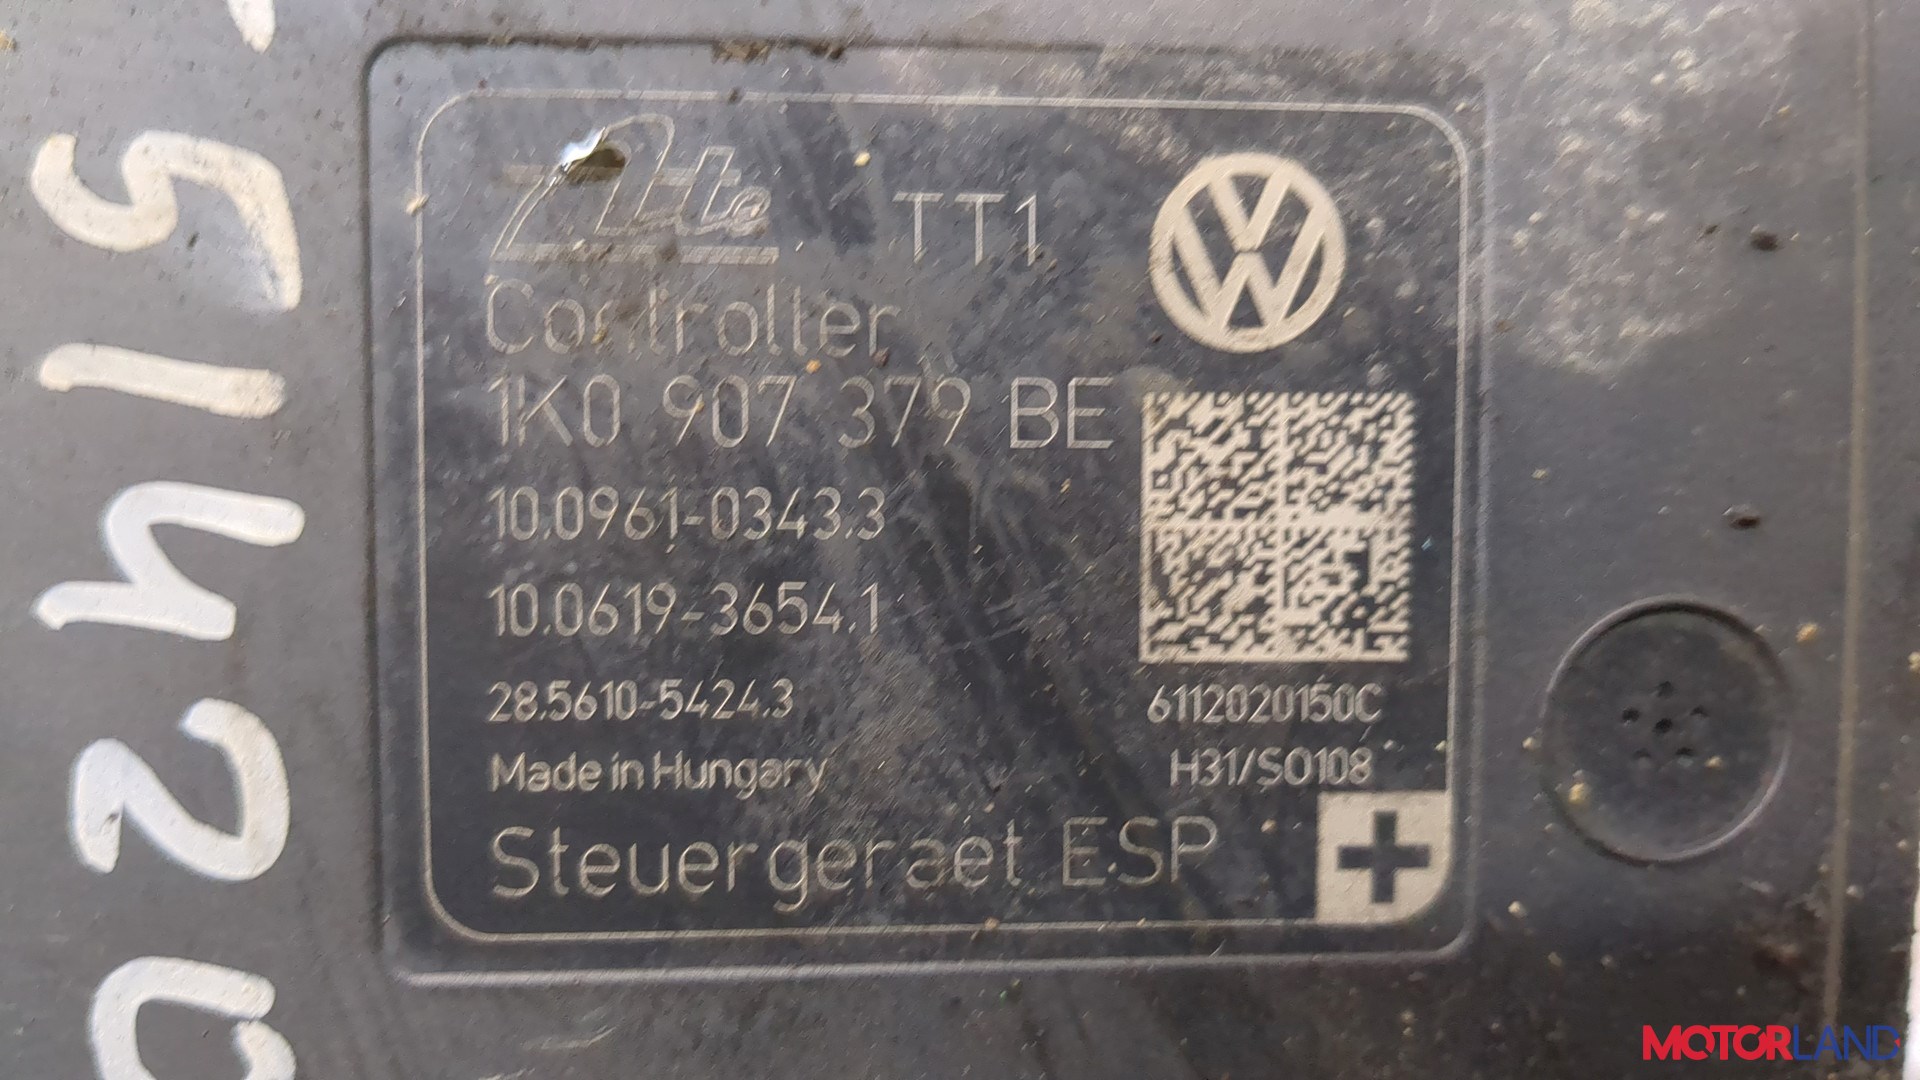 Ate TT1
Controller
1K0 907 379 BE
10.0961-0343.3
10.0619-3654.1
28.5610-5424.3
6112020150C
Made in Hungary
H31/S0108
Steuergeraet ESP
MOTORLAND